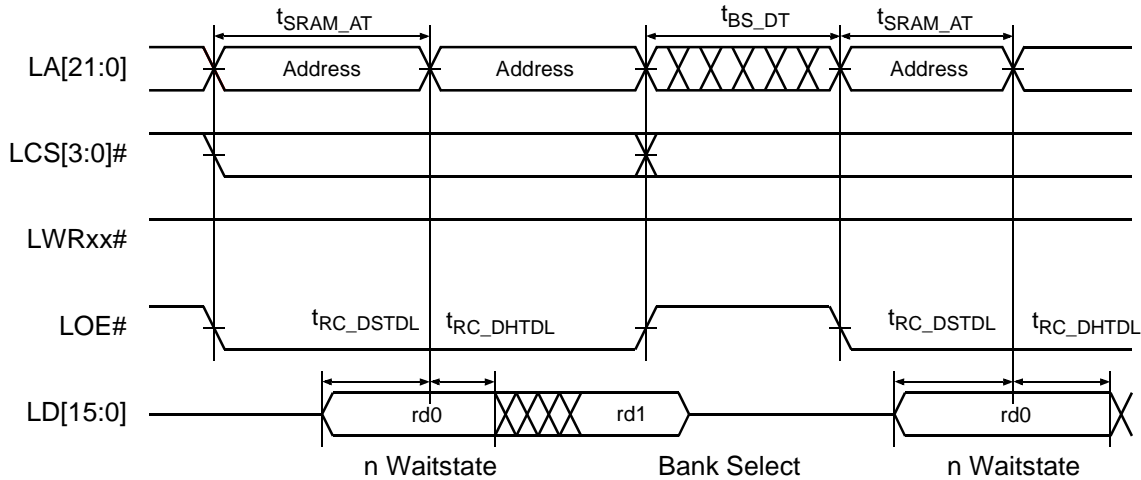 tSRAM_AT tBS_DT tSRAM_AT
LA[21:0] Address Address Address
LCS[3:0]#
LWRxx#
LOE# tRC_DSTDL tRC_DHTDL tRC_DSTDL tRC_DHTDL
LD[15:0] rd0 rd1 rd0
n Waitstate Bank Select n Waitstate